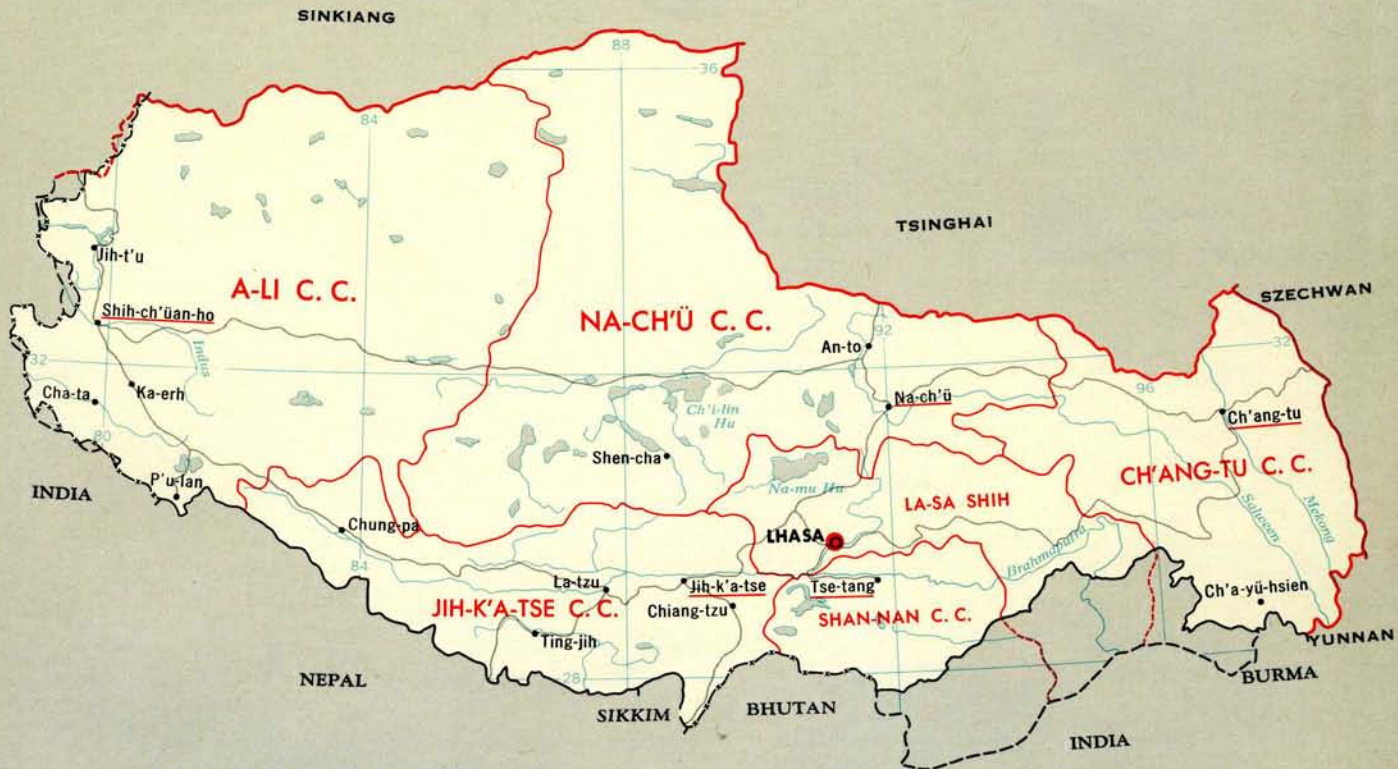 SINKIANG
88
36
84
TSINGHAI
Jih-t'u
A-LI C. C.
SZECHWAN
Shih-ch'üan-ho
NA-CH'Ü C. C.
92
An-to
32
Indus
32
96
Cha-ta
Ka-erh
Na-ch'ü
Ch'i-lin
Hu
Ch'ang-tu
80
Shen-cha
P'u-lan
CH'ANG-TU C. C.
INDIA
Na-mu Hu
LA-SA SHIH
Salween
Mekong
Chung-pa
LHASA
Brahmaputra
84
La-tzu
Jih-k'a-tse
Tse-tang
JIH-K'A-TSE C. C.
Chiang-tzu
SHAN-NAN C. C.
Ch'a-yü-hsien
Ting-jih
YUNNAN
NEPAL
28
BURMA
SIKKIM
BHUTAN
INDIA